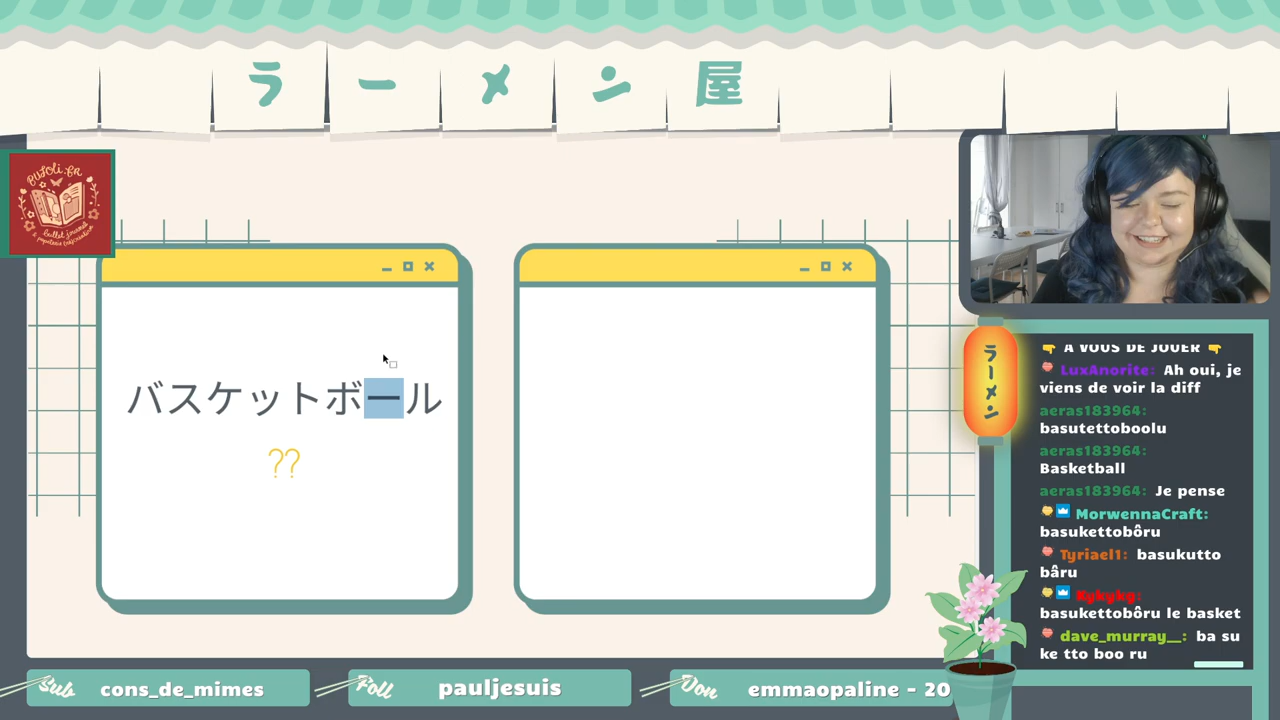 ラーメン屋
PUJOLI.CA
バスケットボール
??
ラーメン
👇 A VOUS DE JOUER 👇
LuxAnorite: Ah oui, je
viens de voir la diff
aeras183964:
basutettoboolu
aeras183964:
Basketball
aeras183964: Je pense
MorwennaCraft:
basukettobôru
Tyriael1: basukutto
bâru
Kykykg:
basukettobôru le basket
dave_murray__: ba su
ke tto boo ru
Sub cons_de_mimes
Foll pauljesuis
Don emmaopaline - 20